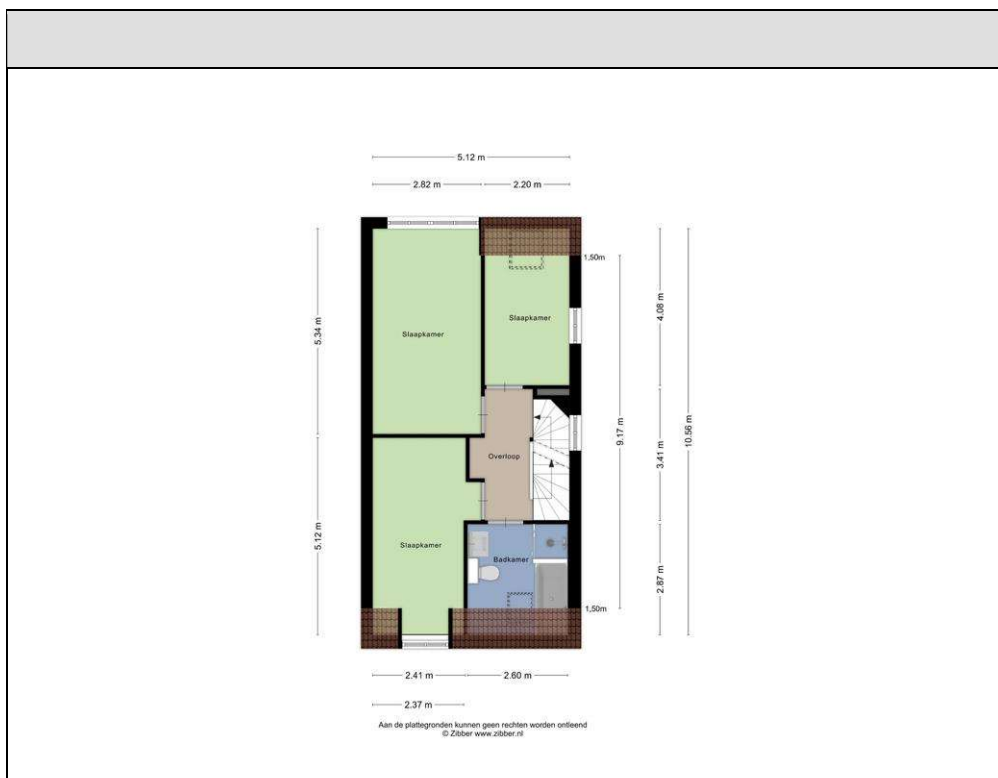 5.12 m
2.82 m 2.20 m
1,50m
4.08 m
5.34 m
Slaapkamer
Slaapkamer
9.17 m
10.56 m
3.41 m
Overloop
5.12 m
Slaapkamer
Badkamer
2.87 m
1,50m
2.41 m 2.60 m
2.37 m
Aan de plattegronden kunnen geen rechten worden ontleend
© Zibber www.zibber.nl